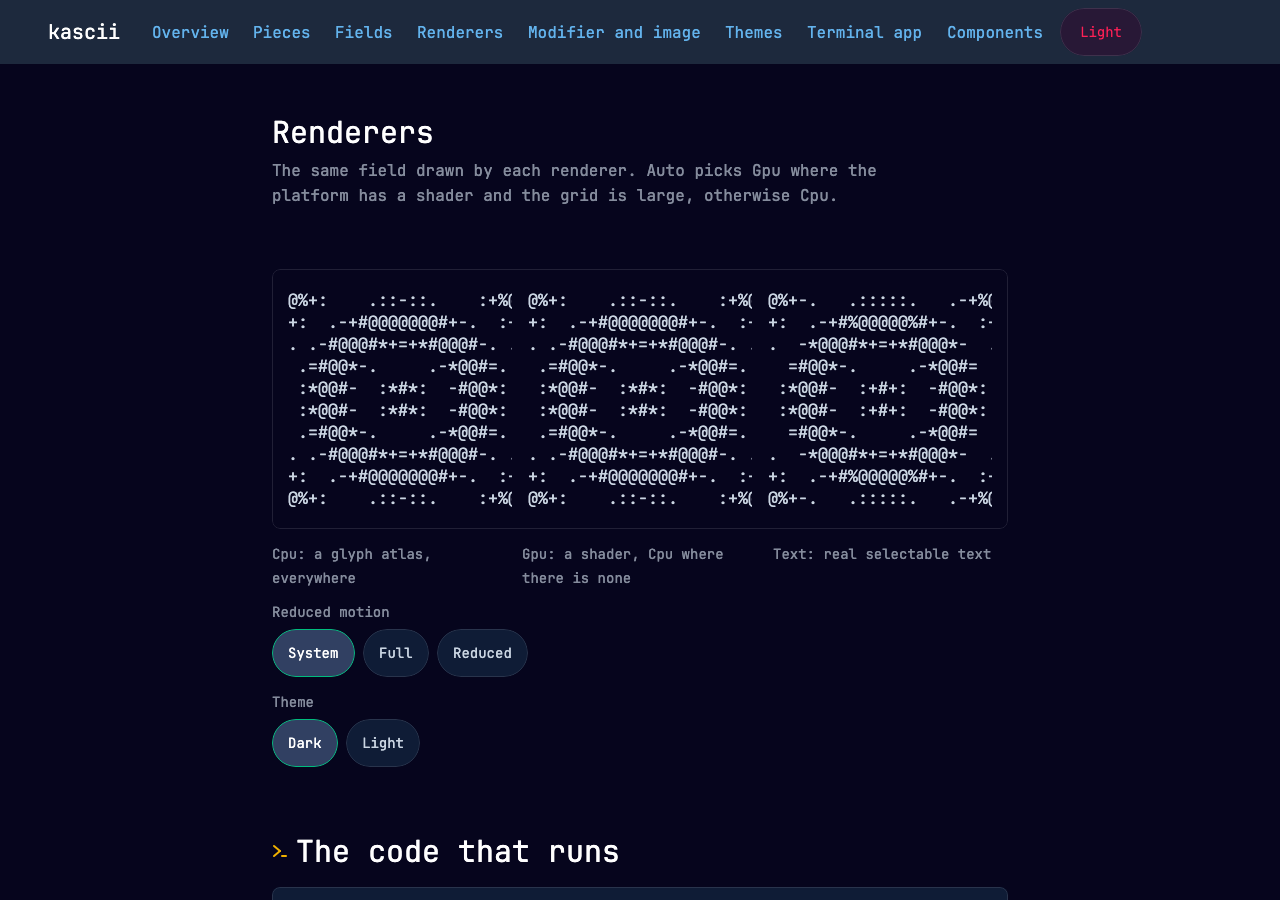 kascii Overview Pieces Fields Renderers Modifier and image Themes Terminal app Components Light
Renderers
The same field drawn by each renderer. Auto picks Gpu where the
platform has a shader and the grid is large, otherwise Cpu.
@%+:    .::-::.    :+%( @%+:    .::-::.    :+%( @%+-.   .:::::.   .-+%(
+:  .-+#@@@@@@@#+-.  :- +:  .-+#@@@@@@@#+-.  :- +:  .-+#%@@@@@%#+-.  :-
. .-#@@@#*+=+*#@@@#-. . . .-#@@@#*+=+*#@@@#-. . .  -*@@@#*+=+*#@@@*-  .
 .=#@@*-.     .-*@@#=.   .=#@@*-.     .-*@@#=.    =#@@*-.     .-*@@#=
 :*@@#-  :*#*:  -#@@*:   :*@@#-  :*#*:  -#@@*:   :*@@#-  :+#+:  -#@@*:
 :*@@#-  :*#*:  -#@@*:   :*@@#-  :*#*:  -#@@*:   :*@@#-  :+#+:  -#@@*:
 .=#@@*-.     .-*@@#=.   .=#@@*-.     .-*@@#=.    =#@@*-.     .-*@@#=
. .-#@@@#*+=+*#@@@#-. . . .-#@@@#*+=+*#@@@#-. . .  -*@@@#*+=+*#@@@*-  .
+:  .-+#@@@@@@@#+-.  :- +:  .-+#@@@@@@@#+-.  :- +:  .-+#%@@@@@%#+-.  :-
@%+:    .::-::.    :+%( @%+:    .::-::.    :+%( @%+-.   .:::::.   .-+%(
Cpu: a glyph atlas,
everywhere
Gpu: a shader, Cpu where
there is none
Text: real selectable text
Reduced motion
System Full Reduced
Theme
Dark Light
>_ The code that runs